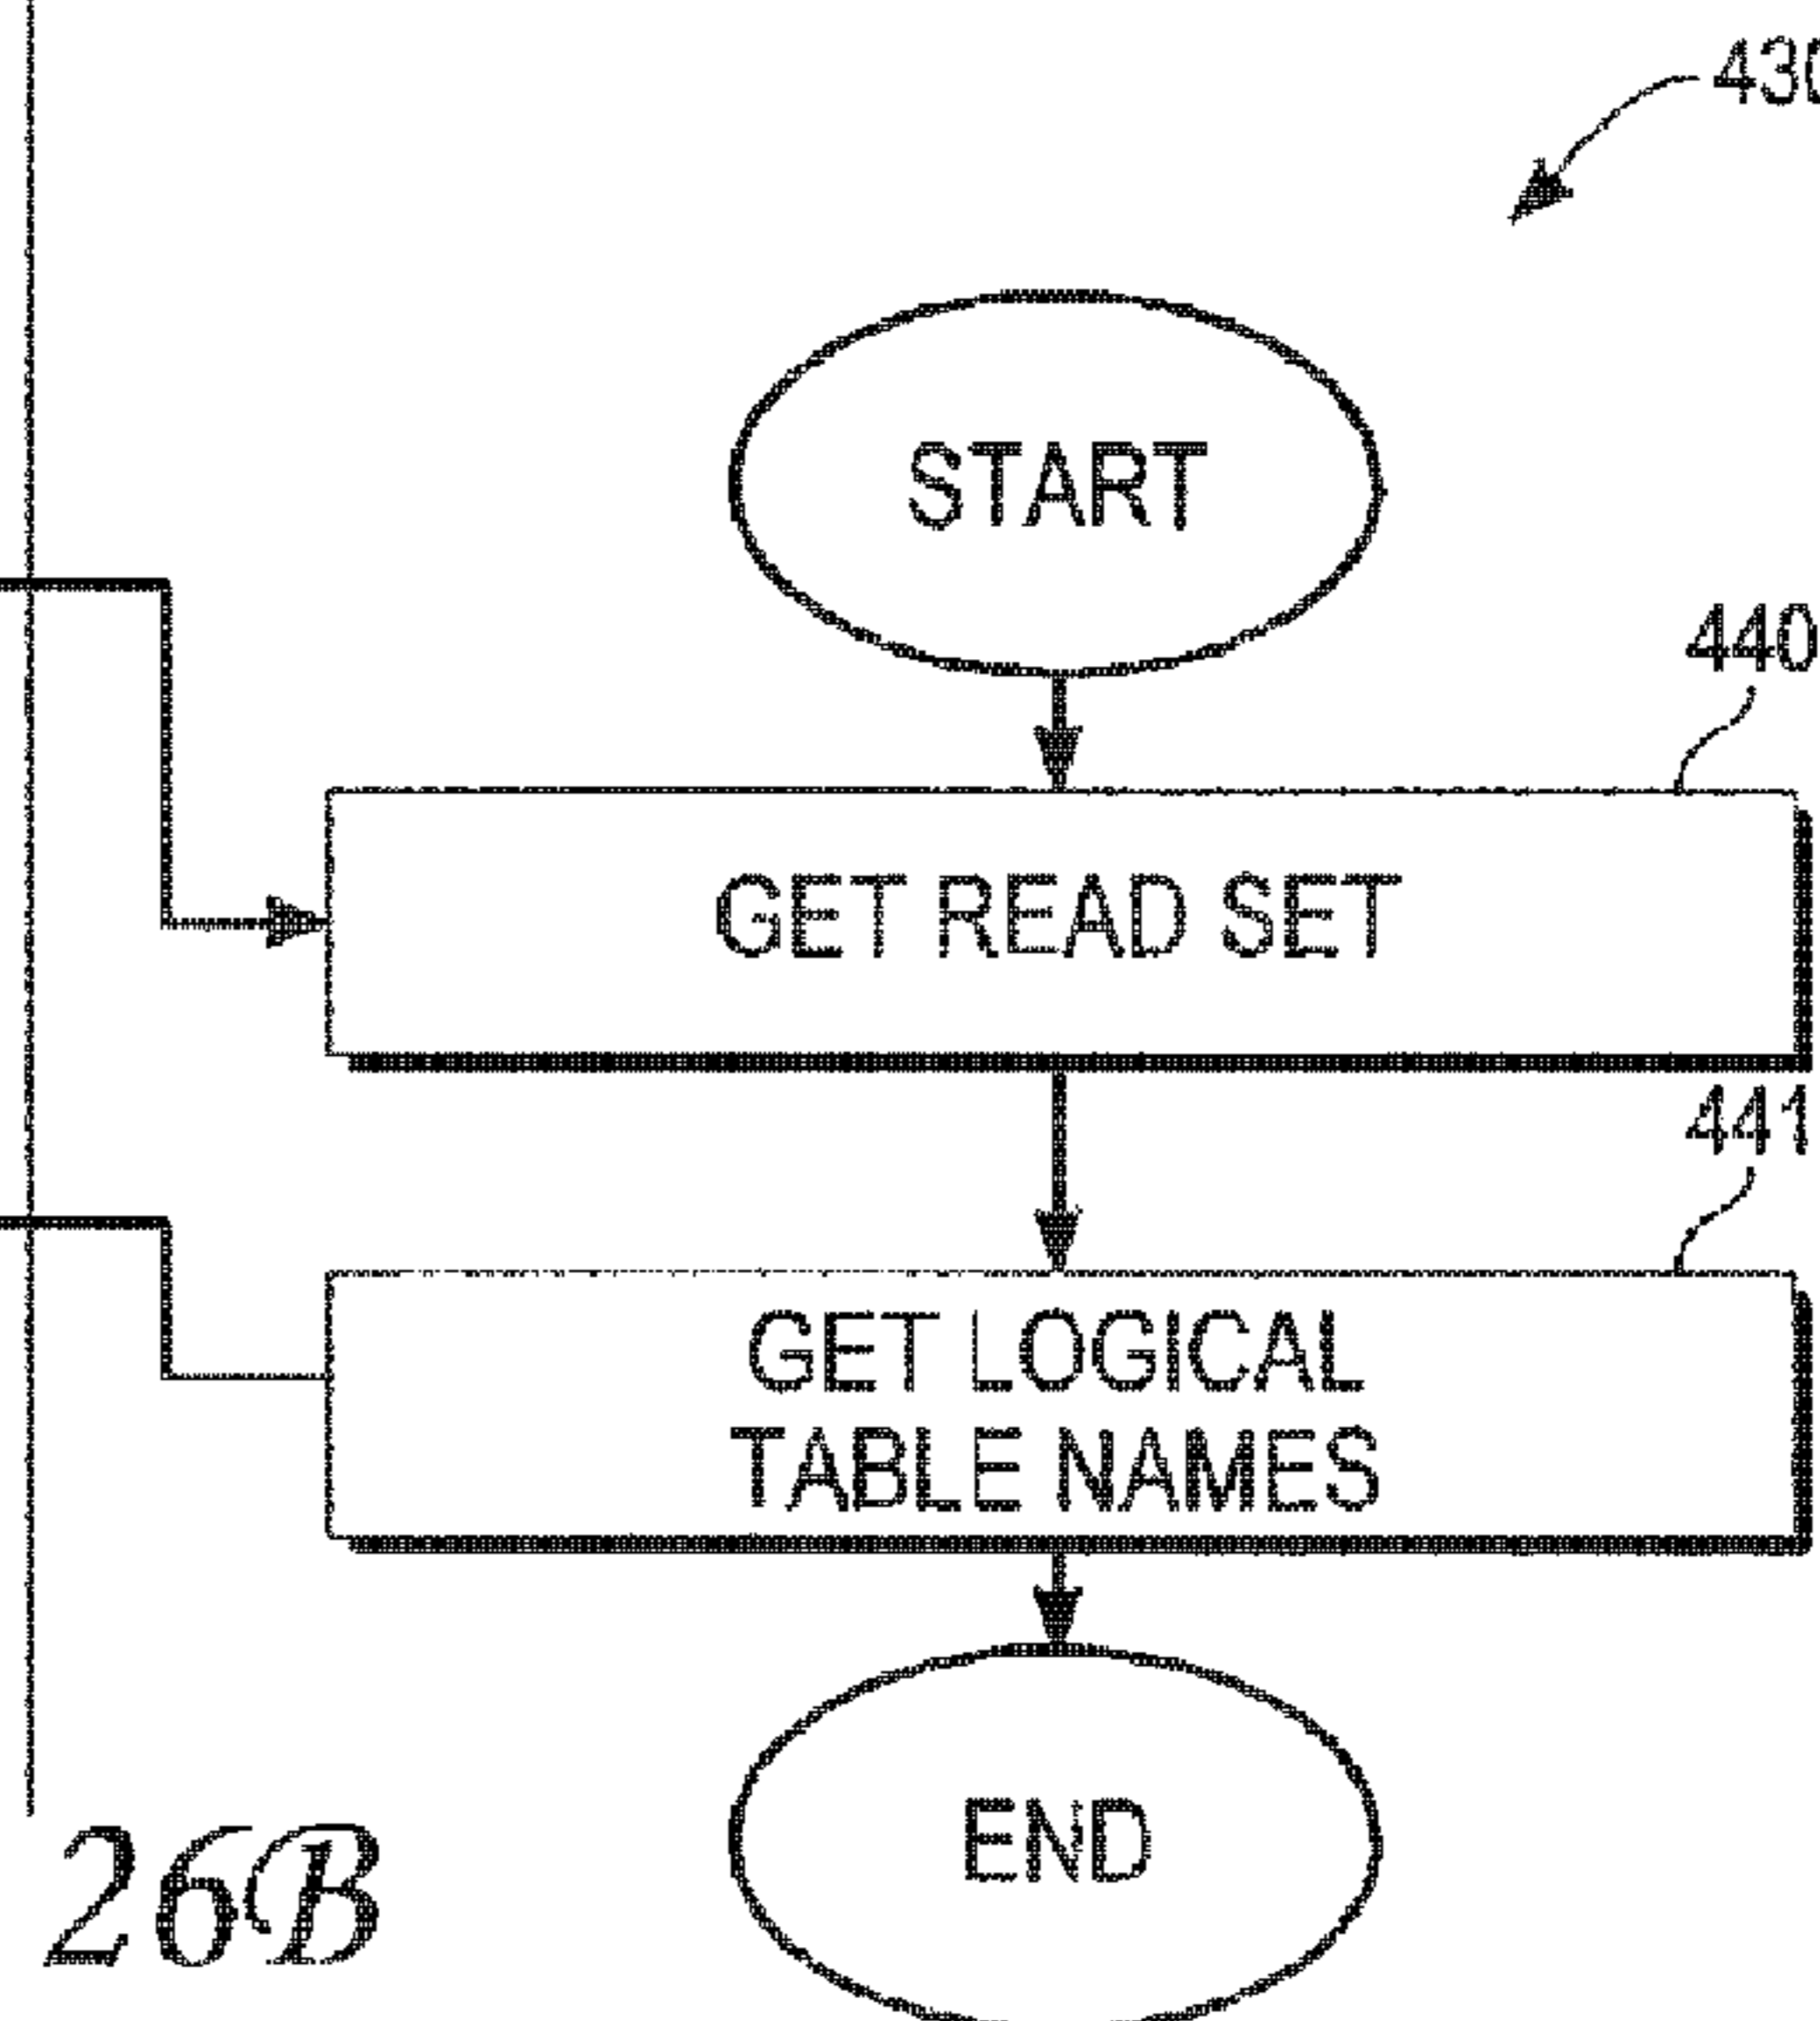 430
START
440
GET READ SET
441
GET LOGICAL
TABLE NAMES
END
26B